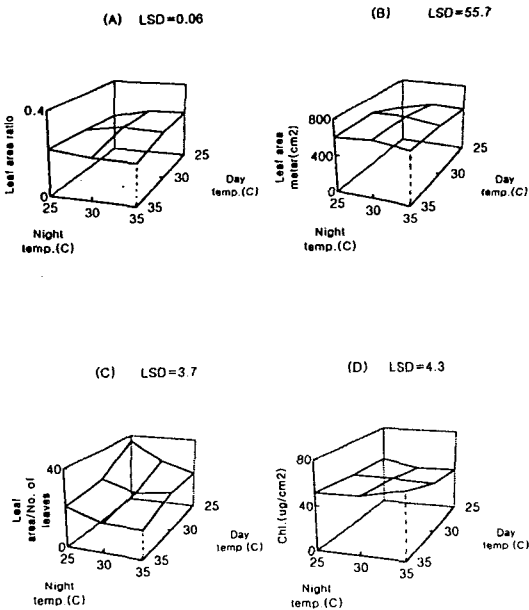 (A) LSD=0.06
0.4
Leaf area ratio
0
25
30
35
Night
temp.(C)
35
30
25
Day
temp.(C)
(B) LSD=55.7
800
400
0
Leaf area
meter(cm2)
25
30
35
Night
temp.(C)
35
30
25
Day
temp.(C)
(C) LSD=3.7
40
0
Leaf
area/No. of
leaves
25
30
35
Night
temp.(C)
35
30
25
Day
temp (C)
(D) LSD=4.3
80
40
0
Chl.(ug/cm2)
25
30
35
Night
temp.(C)
35
30
25
Day
temp (C)